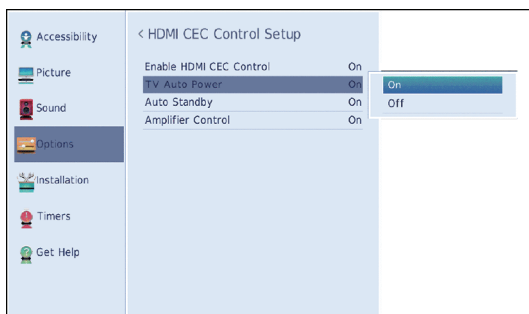 Accessibility
Picture
Sound
Options
Installation
Timers
Get Help
< HDMI CEC Control Setup
Enable HDMI CEC Control On
TV Auto Power On
Auto Standby On
Amplifier Control On
On
Off